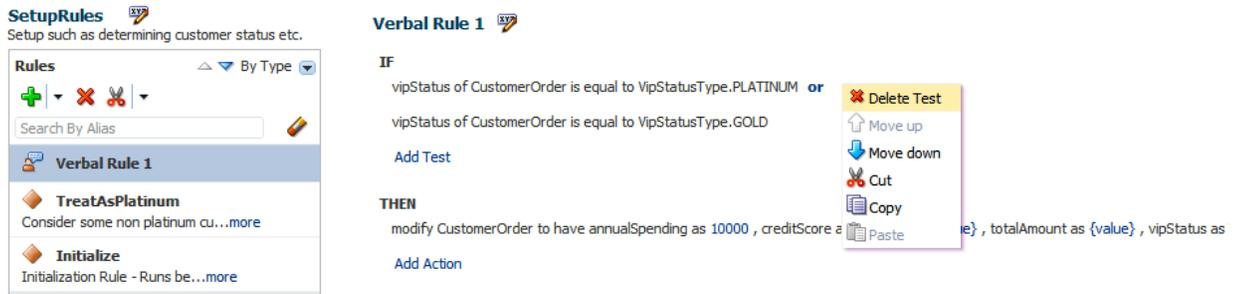 SetupRules
Setup such as determining customer status etc.
Rules
By Type
Search By Alias
Verbal Rule 1
TreatAsPlatinum
Consider some non platinum cu...more
Initialize
Initialization Rule - Runs be...more
Verbal Rule 1
IF
vipStatus of CustomerOrder is equal to VipStatusType.PLATINUM or
vipStatus of CustomerOrder is equal to VipStatusType.GOLD
Add Test
THEN
modify CustomerOrder to have annualSpending as 10000 , creditScore a e} , totalAmount as {value} , vipStatus as
Add Action
Delete Test
Move up
Move down
Cut
Copy
Paste